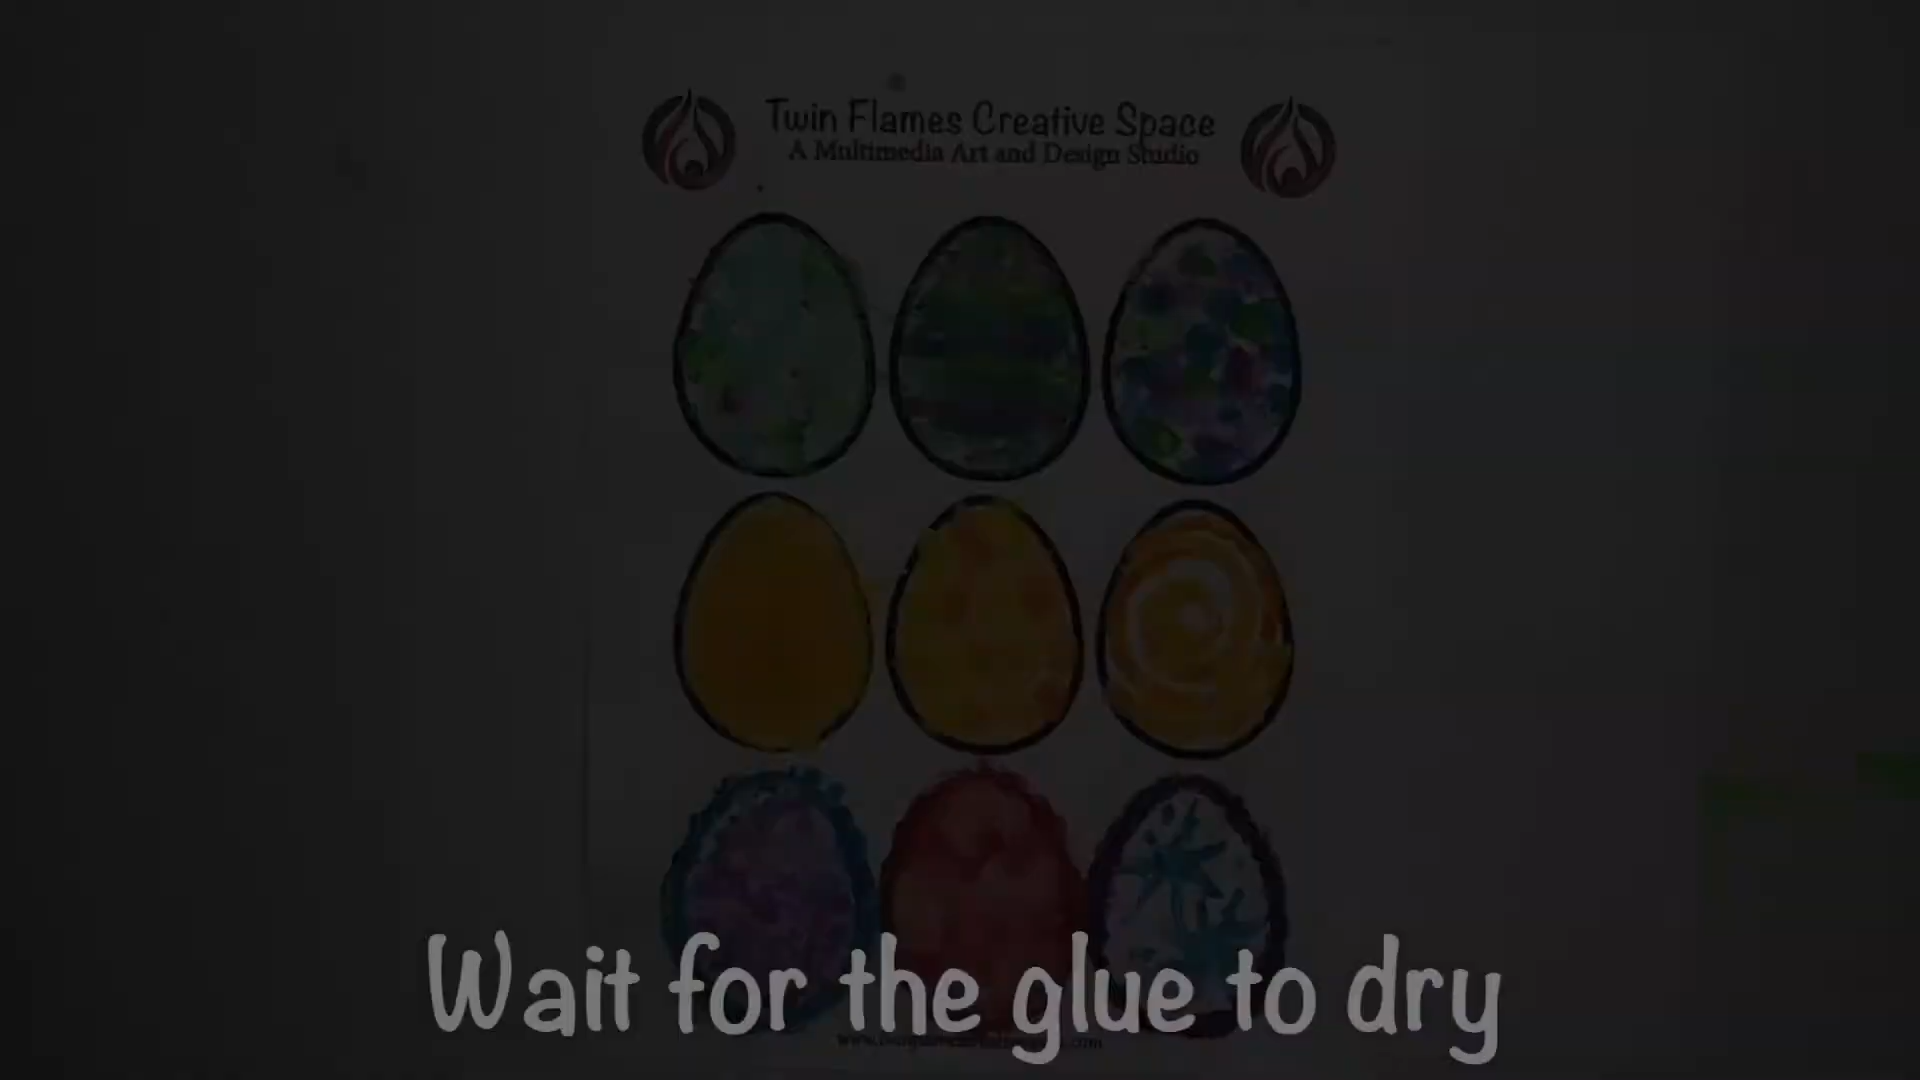 Twin Flames Creative Space
A Multimedia Art and Design Studio
Wait for the glue to dry